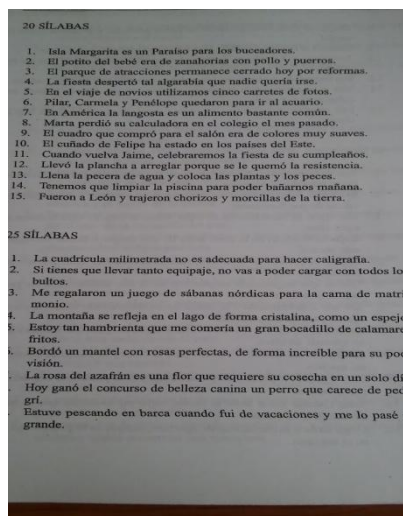 20 SÍLABAS
1. Isla Margarita es un Paraíso para los buceadores.
2. El potito del bebé era de zanahorias con pollo y puerros.
3. El parque de atracciones permanece cerrado hoy por reformas.
4. La fiesta despertó tal algarabía que nadie quería irse.
5. En el viaje de novios utilizamos cinco carretes de fotos.
6. Pilar, Carmela y Penélope quedaron para ir al acuario.
7. En América la langosta es un alimento bastante común.
8. Marta perdió su calculadora en el colegio el mes pasado.
9. El cuadro que compró para el salón era de colores muy suaves.
10. El cuñado de Felipe ha estado en los países del Este.
11. Cuando vuelva Jaime, celebraremos la fiesta de su cumpleaños.
12. Llevó la plancha a arreglar porque se le quemó la resistencia.
13. Llena la pecera de agua y coloca las plantas y los peces.
14. Tenemos que limpiar la piscina para poder bañarnos mañana.
15. Fueron a León y trajeron chorizos y morcillas de la tierra.
25 SÍLABAS
1. La cuadrícula milimetrada no es adecuada para hacer caligrafía.
2. Si tienes que llevar tanto equipaje, no vas a poder cargar con todos lo
bultos.
3. Me regalaron un juego de sábanas nórdicas para la cama de matri
monio.
4. La montaña se refleja en el lago de forma cristalina, como un espejo
5. Estoy tan hambrienta que me comería un gran bocadillo de calamare
fritos.
. Bordó un mantel con rosas perfectas, de forma increíble para su poc
visión.
. La rosa del azafrán es una flor que requiere su cosecha en un solo dí
. Hoy ganó el concurso de belleza canina un perro que carece de ped
grí.
. Estuve pescando en barca cuando fui de vacaciones y me lo pasé
grande.